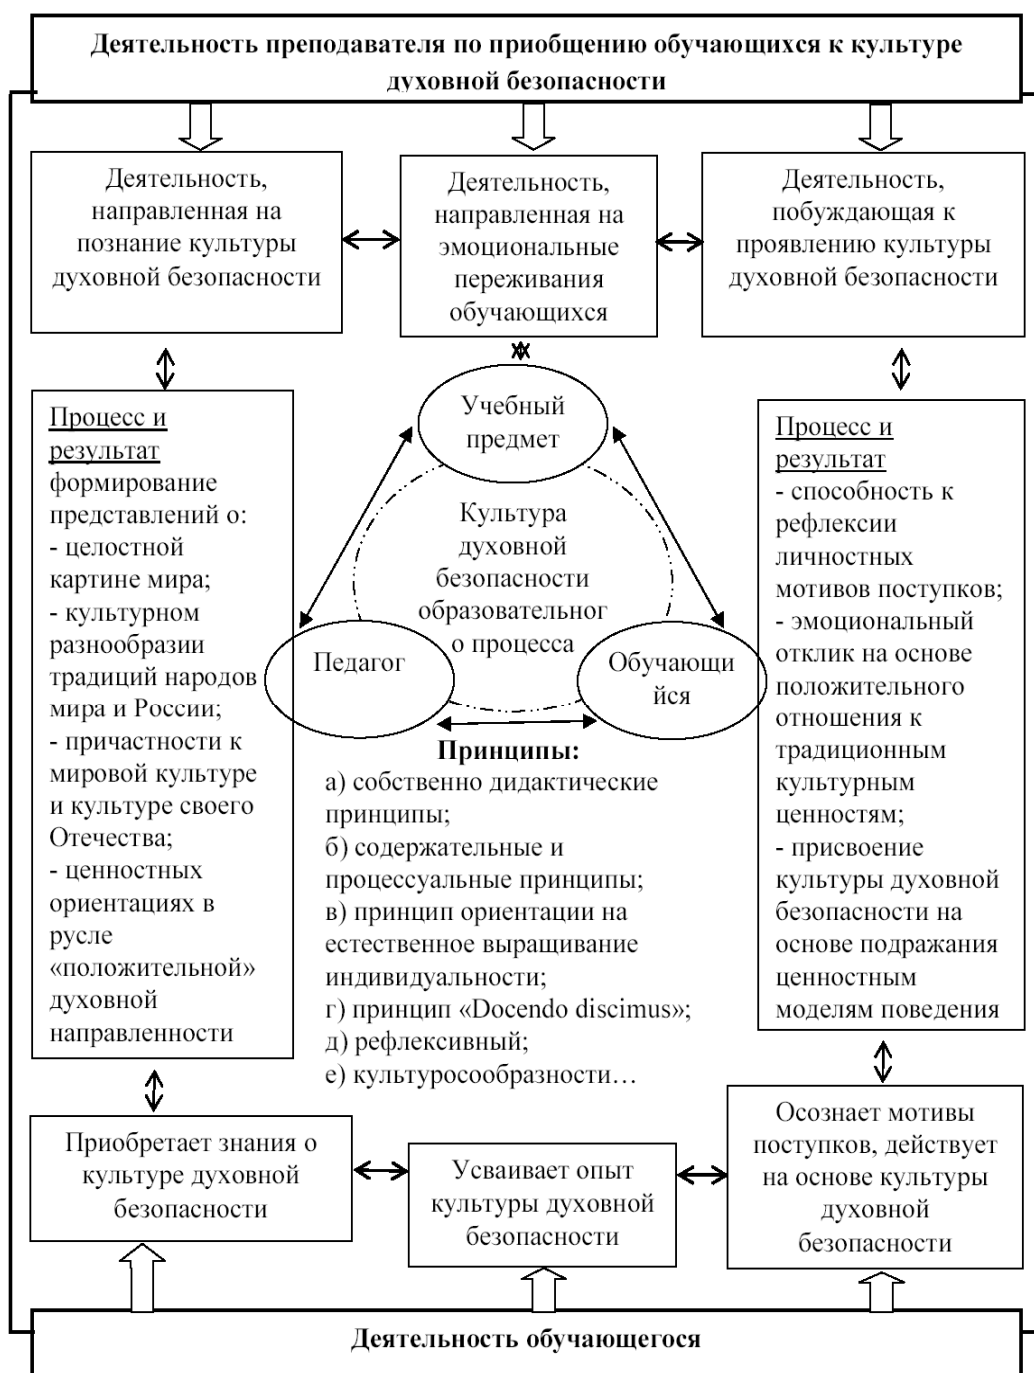 Деятельность преподавателя по приобщению обучающихся к культуре
духовной безопасности
Деятельность,
направленная на
познание культуры
духовной безопасности
Деятельность,
направленная на
эмоциональные
переживания
обучающихся
Деятельность,
побуждающая к
проявлению культуры
духовной безопасности
Процесс и
результат
формирование
представлений о:
- целостной
картине мира;
- культурном
разнообразии
традиций народов
мира и России;
- причастности к
мировой культуре
и культуре своего
Отечества;
- ценностных
ориентациях в
русле
«положительной»
духовной
направленности
Учебный
предмет
Культура
духовной
безопасности
образовательног
о процесса
Педагог
Обучающи
йся
Принципы:
а) собственно дидактические
принципы;
б) содержательные и
процессуальные принципы;
в) принцип ориентации на
естественное выращивание
индивидуальности;
г) принцип «Docendo discimus»;
д) рефлексивный;
е) культуросообразности…
Процесс и
результат
- способность к
рефлексии
личностных
мотивов поступков;
- эмоциональный
отклик на основе
положительного
отношения к
традиционным
культурным
ценностям;
- присвоение
культуры духовной
безопасности на
основе подражания
ценностным
моделям поведения
Приобретает знания о
культуре духовной
безопасности
Усваивает опыт
культуры духовной
безопасности
Осознает мотивы
поступков, действует
на основе культуры
духовной
безопасности
Деятельность обучающегося